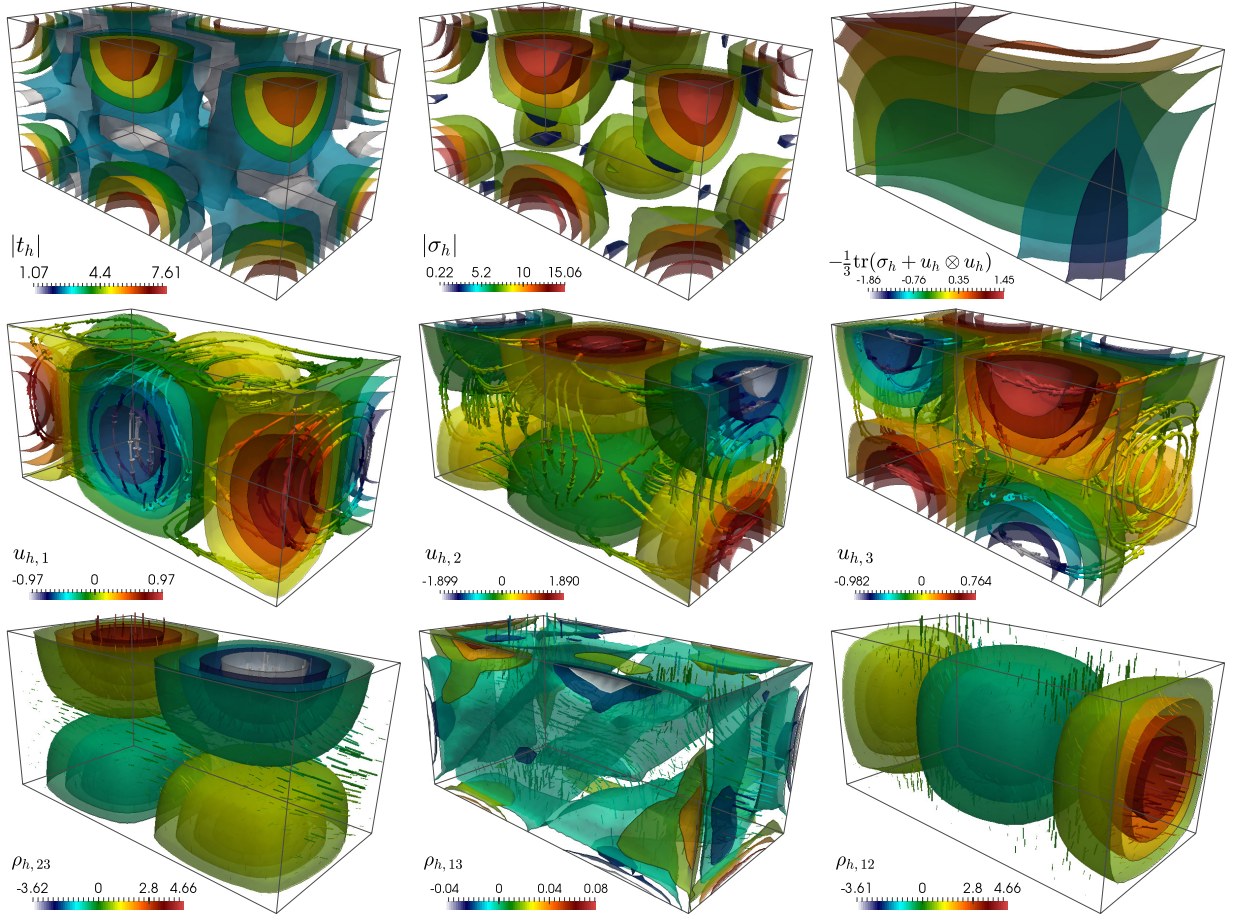 |t_h|
1.07 4.4 7.61
|σ_h|
0.22 5.2 10 15.06
-1/3 tr(σ_h + u_h ⊗ u_h)
-1.86 -0.76 0.35 1.45
u_{h,1}
-0.97 0 0.97
u_{h,2}
-1.899 0 1.890
u_{h,3}
-0.982 0 0.764
ρ_{h,23}
-3.62 0 2.8 4.66
ρ_{h,13}
-0.04 0 0.04 0.08
ρ_{h,12}
-3.61 0 2.8 4.66